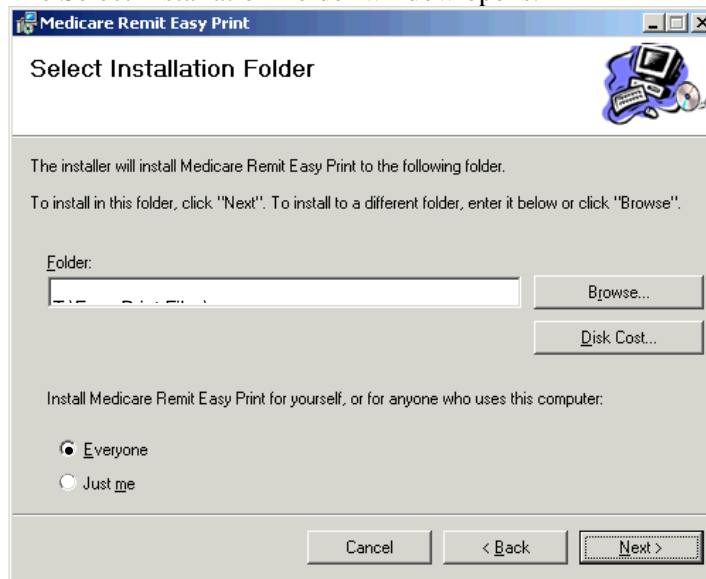 Medicare Remit Easy Print
Select Installation Folder
The installer will install Medicare Remit Easy Print to the following folder.
To install in this folder, click "Next". To install to a different folder, enter it below or click "Browse".
Folder:
Browse...
Disk Cost...
Install Medicare Remit Easy Print for yourself, or for anyone who uses this computer:
Everyone
Just me
Cancel
< Back
Next >